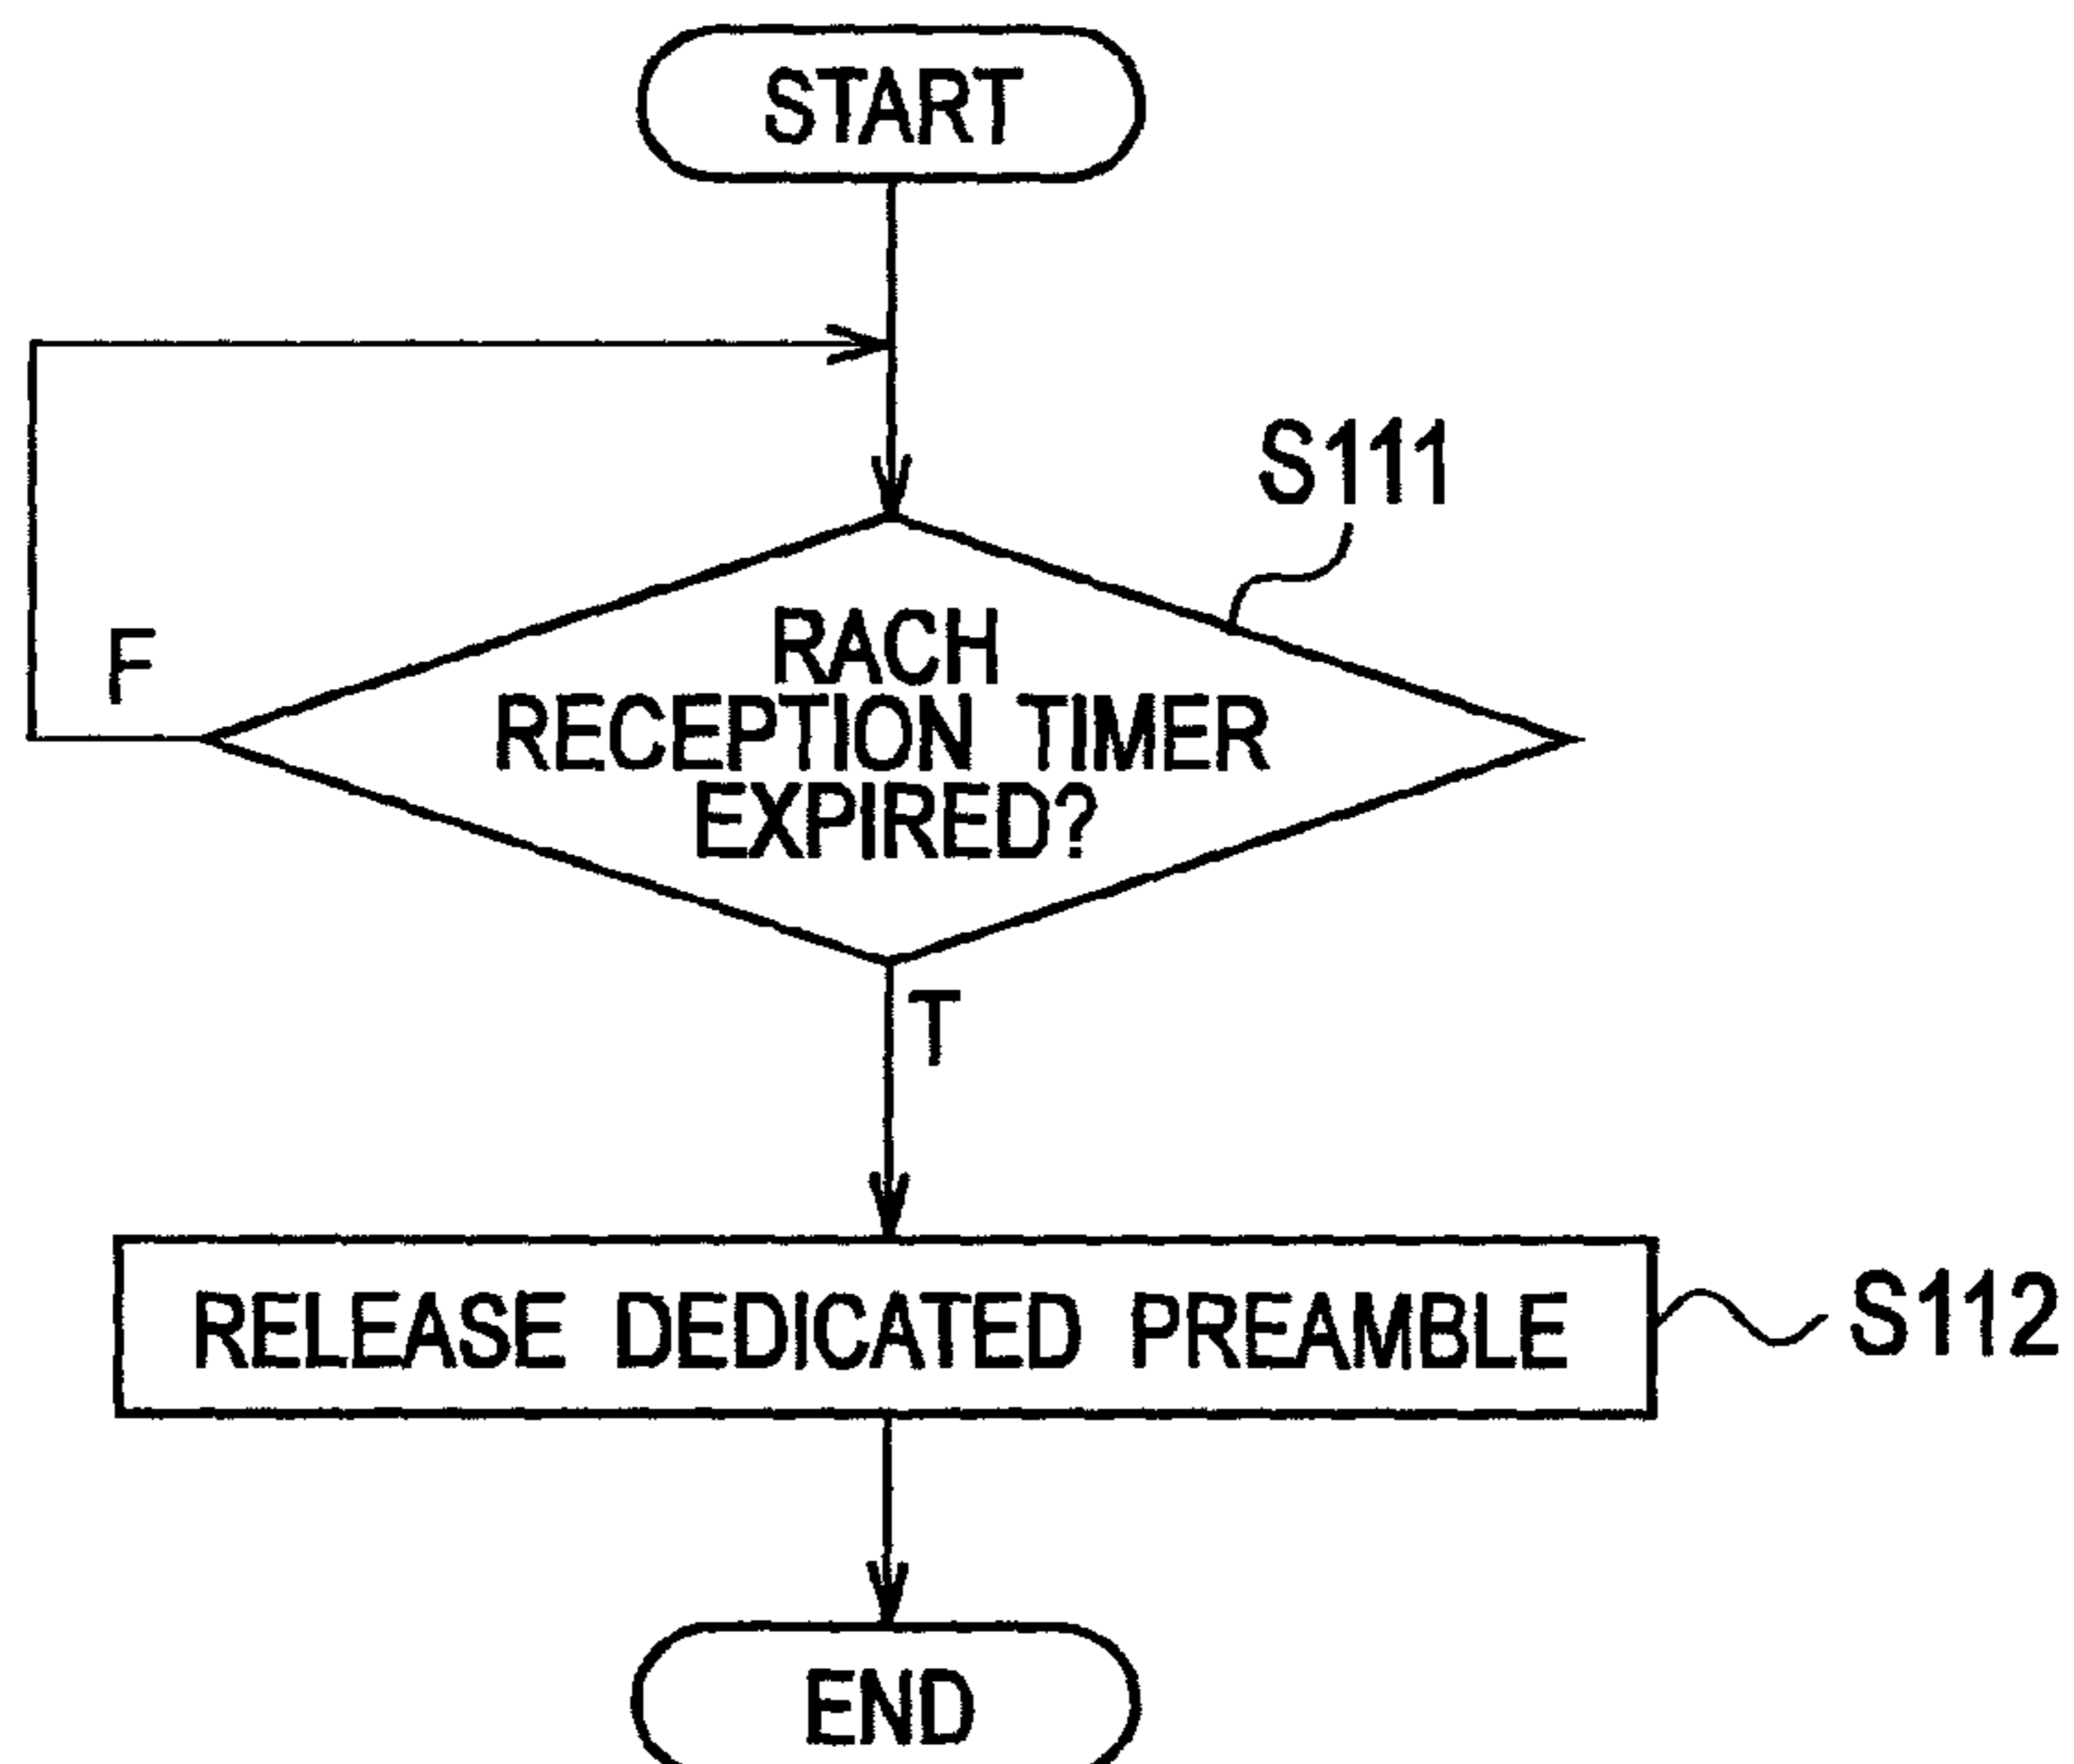 START
S111
F
RACH
RECEPTION TIMER
EXPIRED?
T
RELEASE DEDICATED PREAMBLE
S112
END